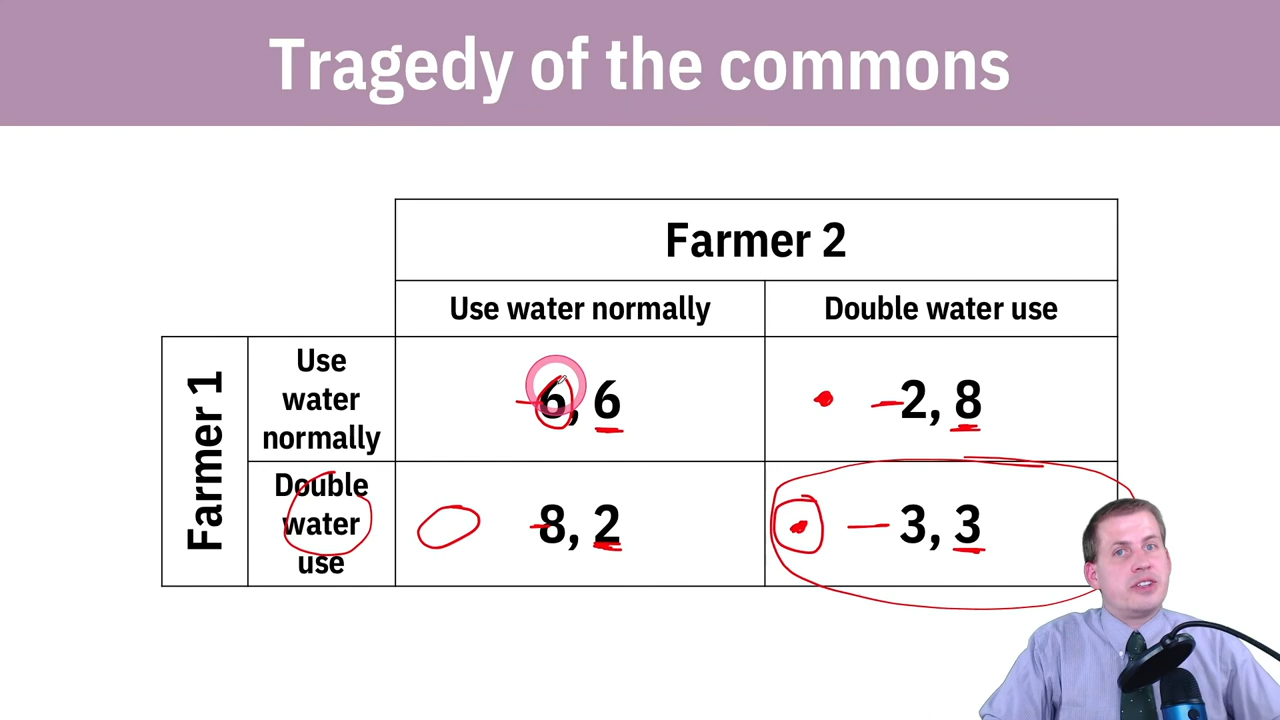 Tragedy of the commons
Farmer 2
Use water normally
Double water use
Farmer 1
Use
water
normally
6, 6
2, 8
Double
water
use
8, 2
3, 3